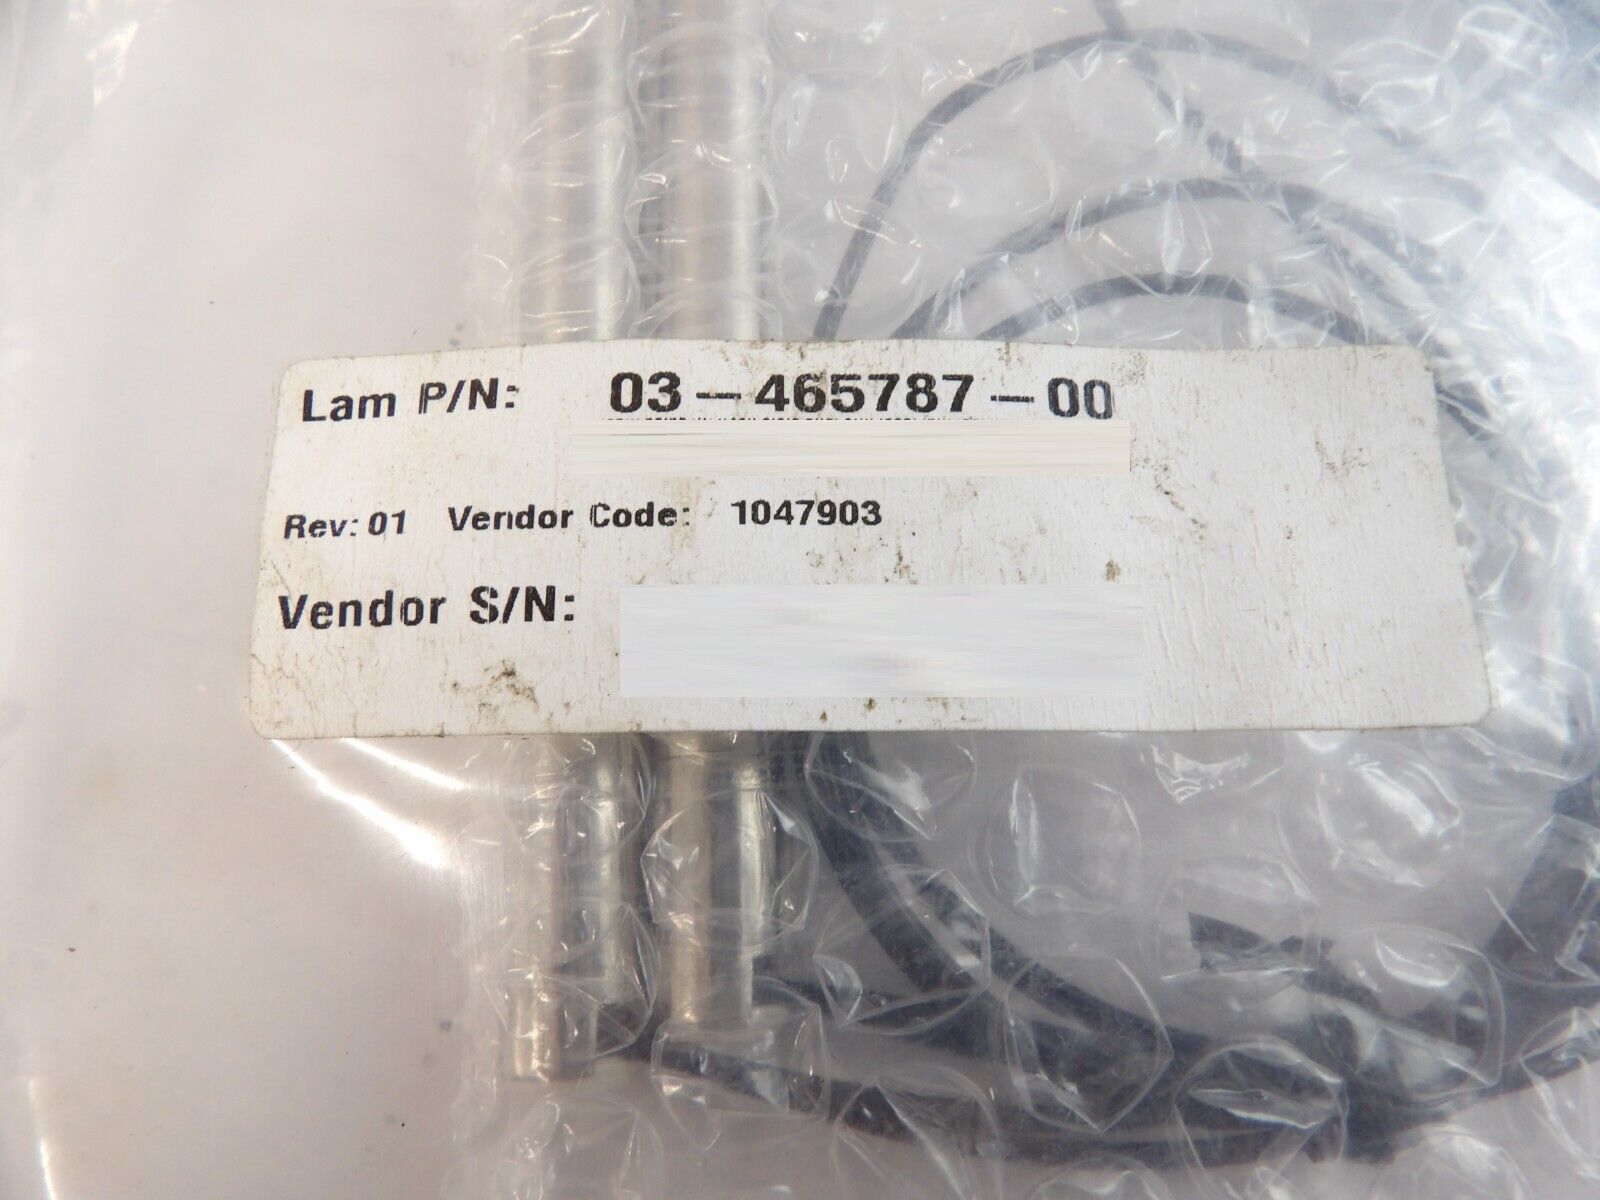 Lam P/N: 03-465787-00
Rev: 01 Vendor Code: 1047903
Vendor S/N: